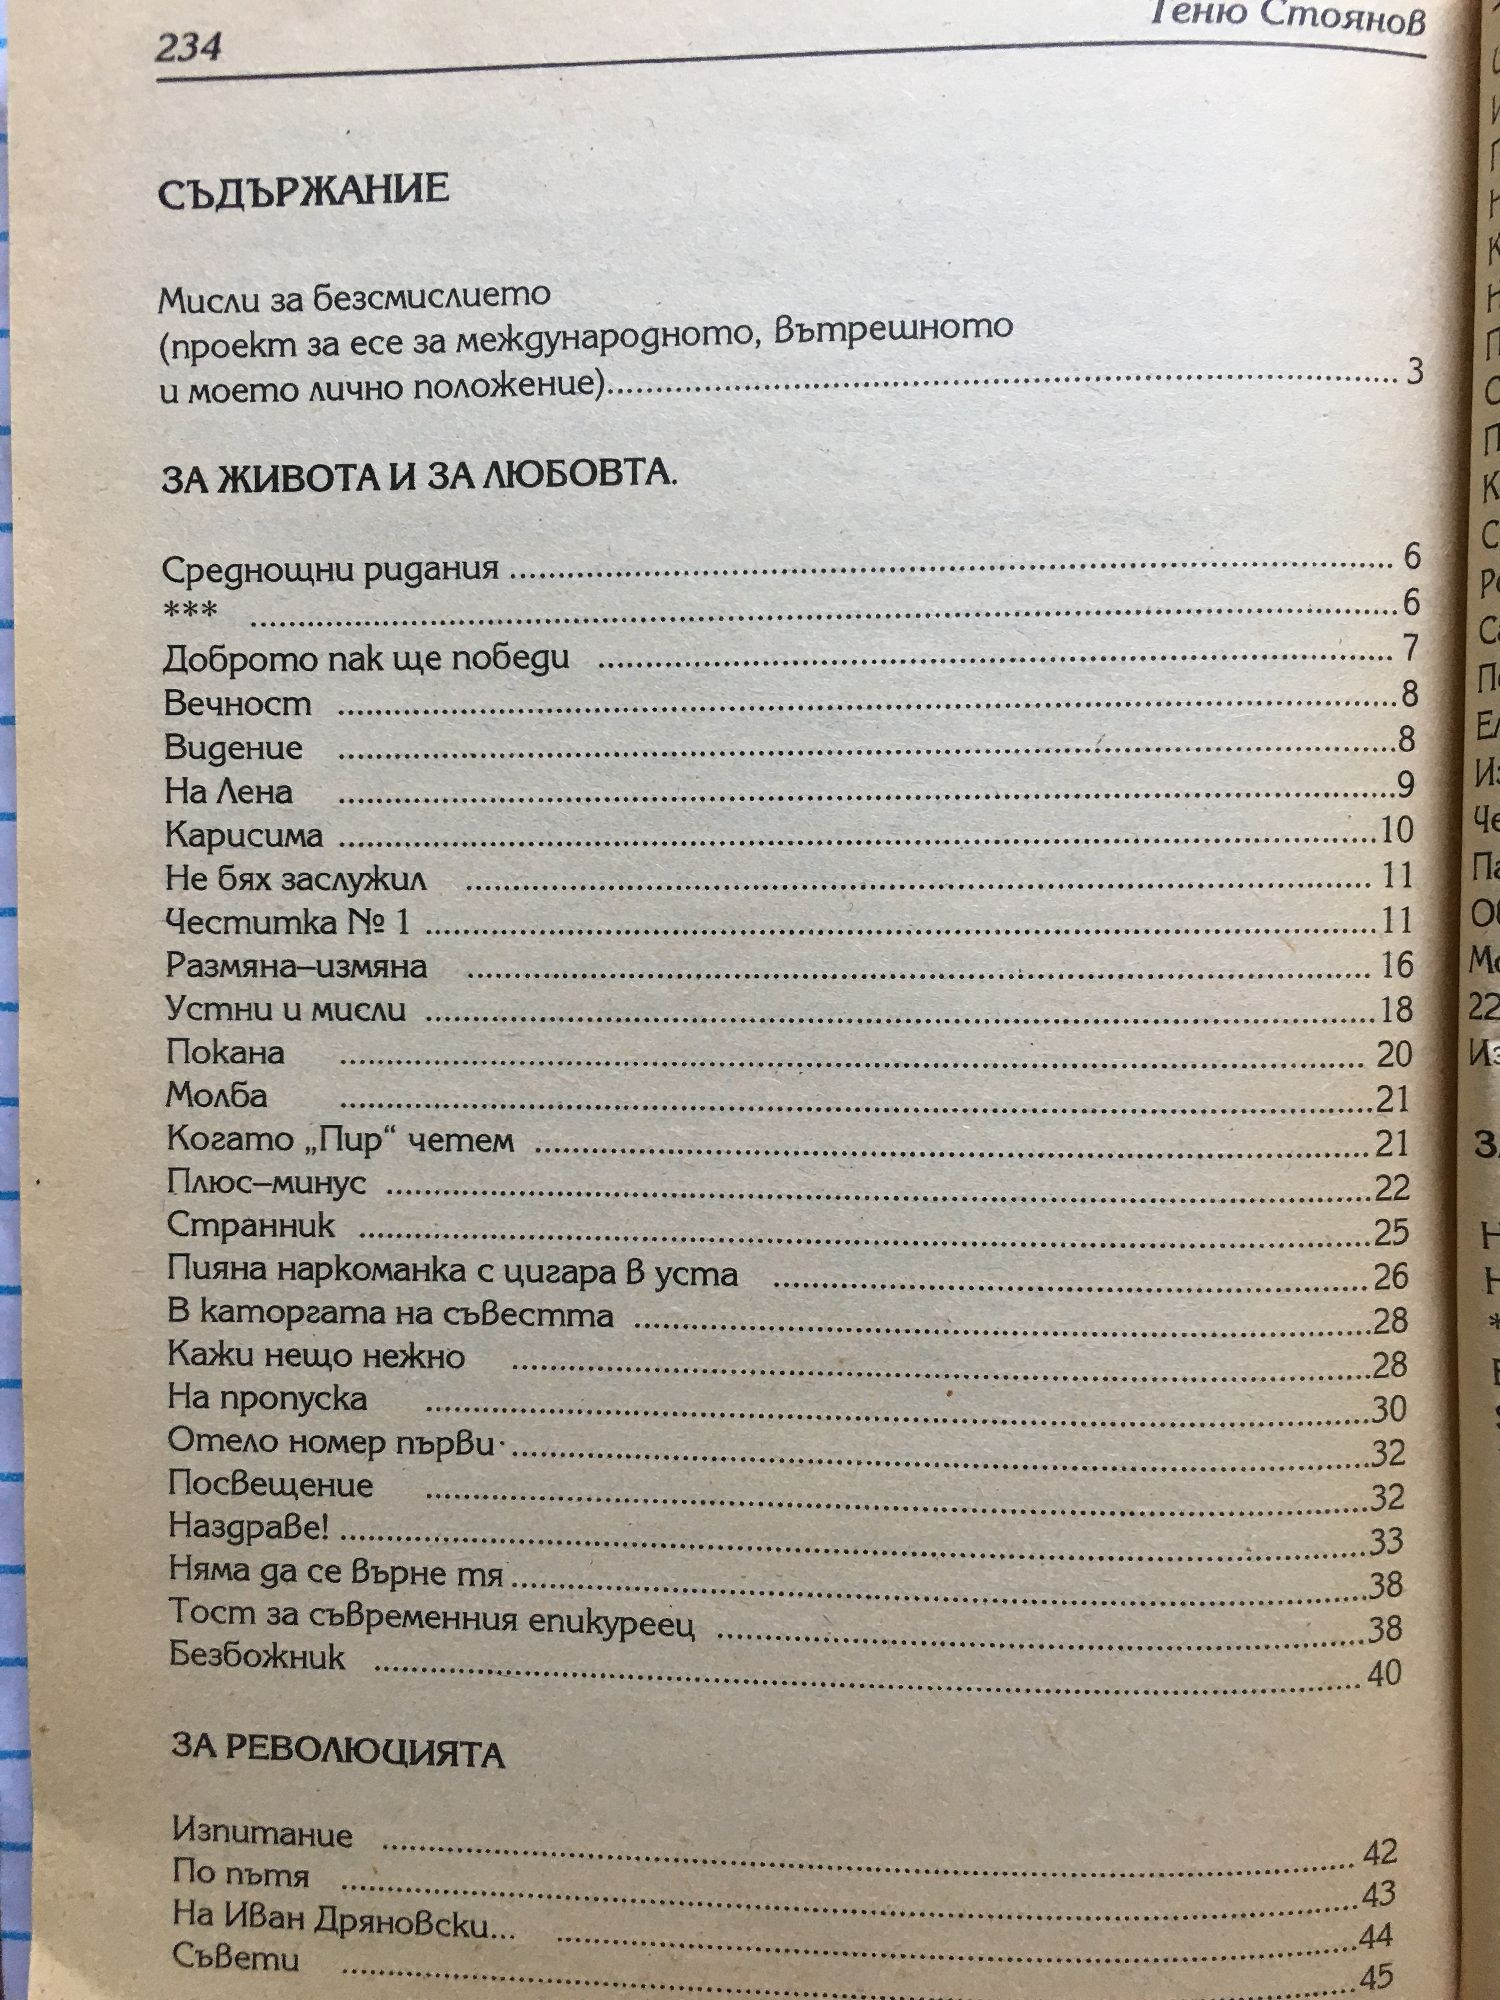 234
Стоянов
СЪДЪРЖАНИЕ
Мисли за безсмислието
(проект за есе за международното, вътрешното
и моето лично положение)........ 3
ЗА ЖИВОТА И ЗА ЛЮБОВТА.
Среднощни ридания ........ 6
*** ........ 6
Доброто пак ще победи ........ 7
Вечност ........ 8
Видение ........ 8
На Лена ........ 9
Карисима ........ 10
Не бях заслужил ........ 11
Честитка № 1 ........ 11
Размяна–измяна ........ 16
Устни и мисли ........ 18
Покана ........ 20
Молба ........ 21
Когато „Пир“ четем ........ 21
Плюс–минус ........ 22
Странник ........ 25
Пияна наркоманка с цигара в уста ........ 26
В каторгата на съвестта ........ 28
Кажи нещо нежно ........ 28
На пропуска ........ 30
Отело номер първи ........ 32
Посвещение ........ 32
Наздраве! ........ 33
Няма да се върне тя ........ 38
Тост за съвременния епикуреец ........ 38
Безбожник ........ 40
ЗА РЕВОЛЮЦИЯТА
Изпитание ........ 42
По пътя ........ 43
На Иван Дряновски... ........ 44
Съвети ........ 45